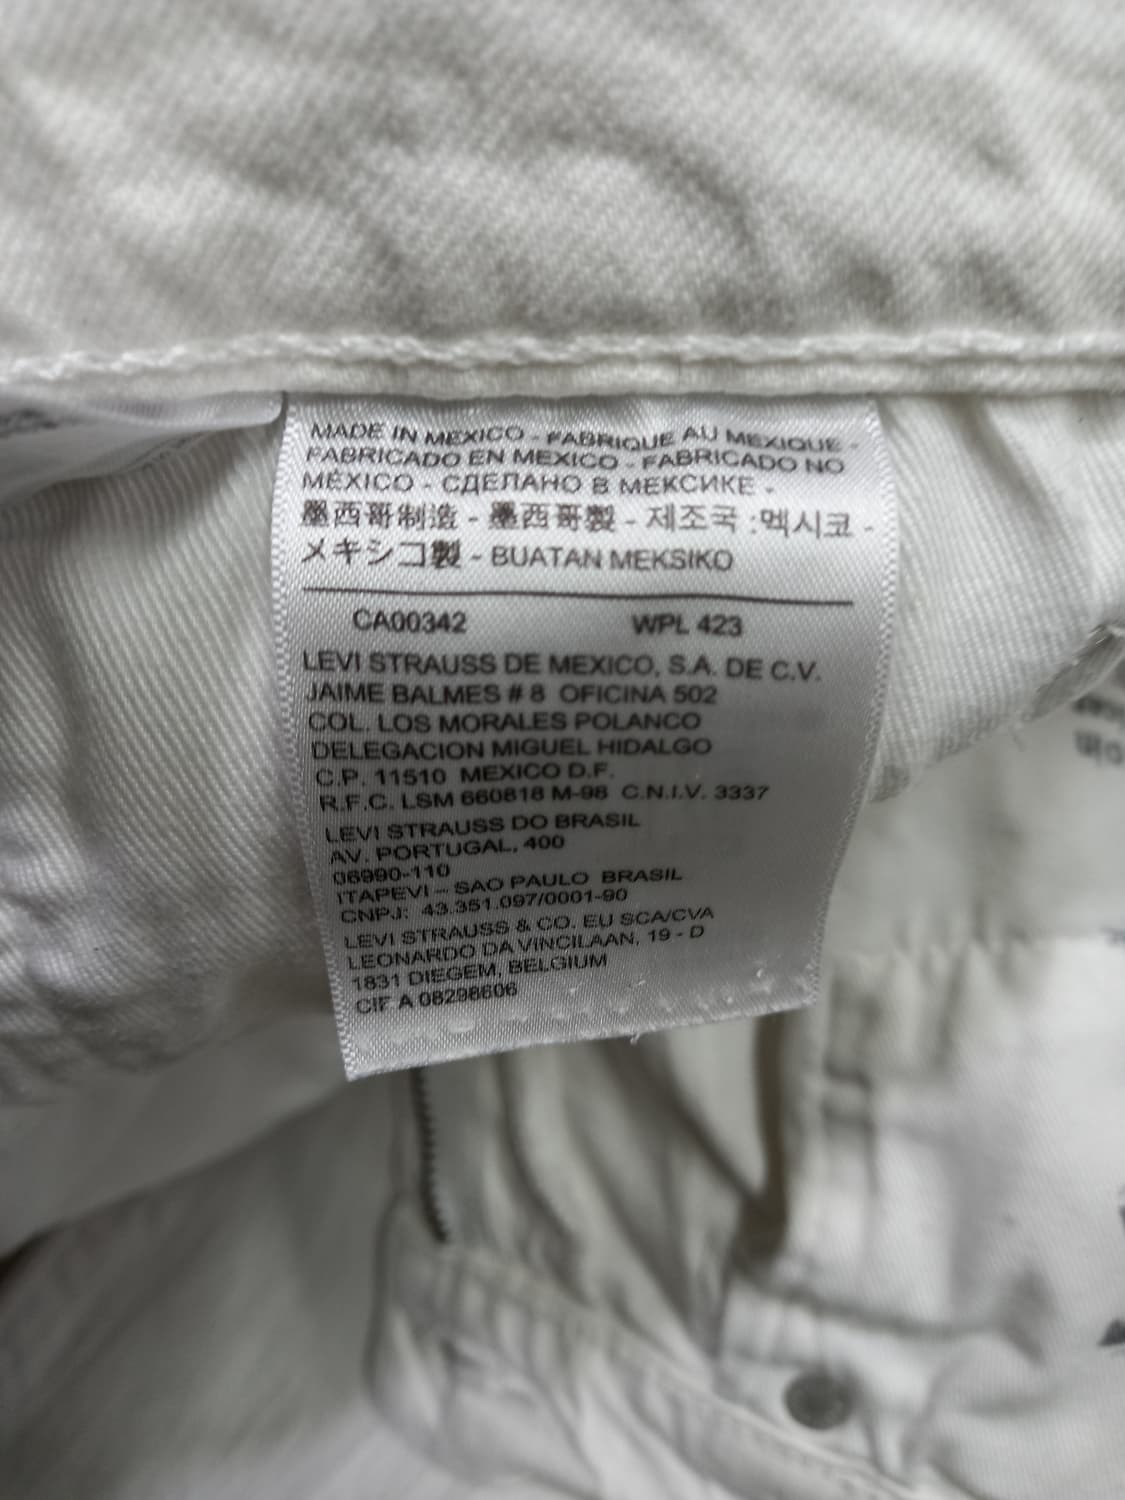 MADE IN MEXICO - FABRIQUE AU MEXIQUE -
FABRICADO EN MEXICO - FABRICADO NO
MÉXICO - СДЕЛАНО В МЕКСИКЕ -
墨西哥制造 - 墨西哥製 - 제조국 :멕시코 -
メキシコ製 - BUATAN MEKSIKO
CA00342 WPL 423
LEVI STRAUSS DE MEXICO, S.A. DE C.V.
JAIME BALMES # 8 OFICINA 502
COL. LOS MORALES POLANCO
DELEGACION MIGUEL HIDALGO
C.P. 11510 MEXICO D.F.
R.F.C. LSM 660818 M-98 C.N.I.V. 3337
LEVI STRAUSS DO BRASIL
AV. PORTUGAL, 400
06990-110
ITAPEVI - SAO PAULO BRASIL
CNPJ: 43.351.097/0001-90
LEVI STRAUSS & CO. EU SCA/CVA
LEONARDO DA VINCILAAN, 19 - D
1831 DIEGEM, BELGIUM
CIF A 08298606